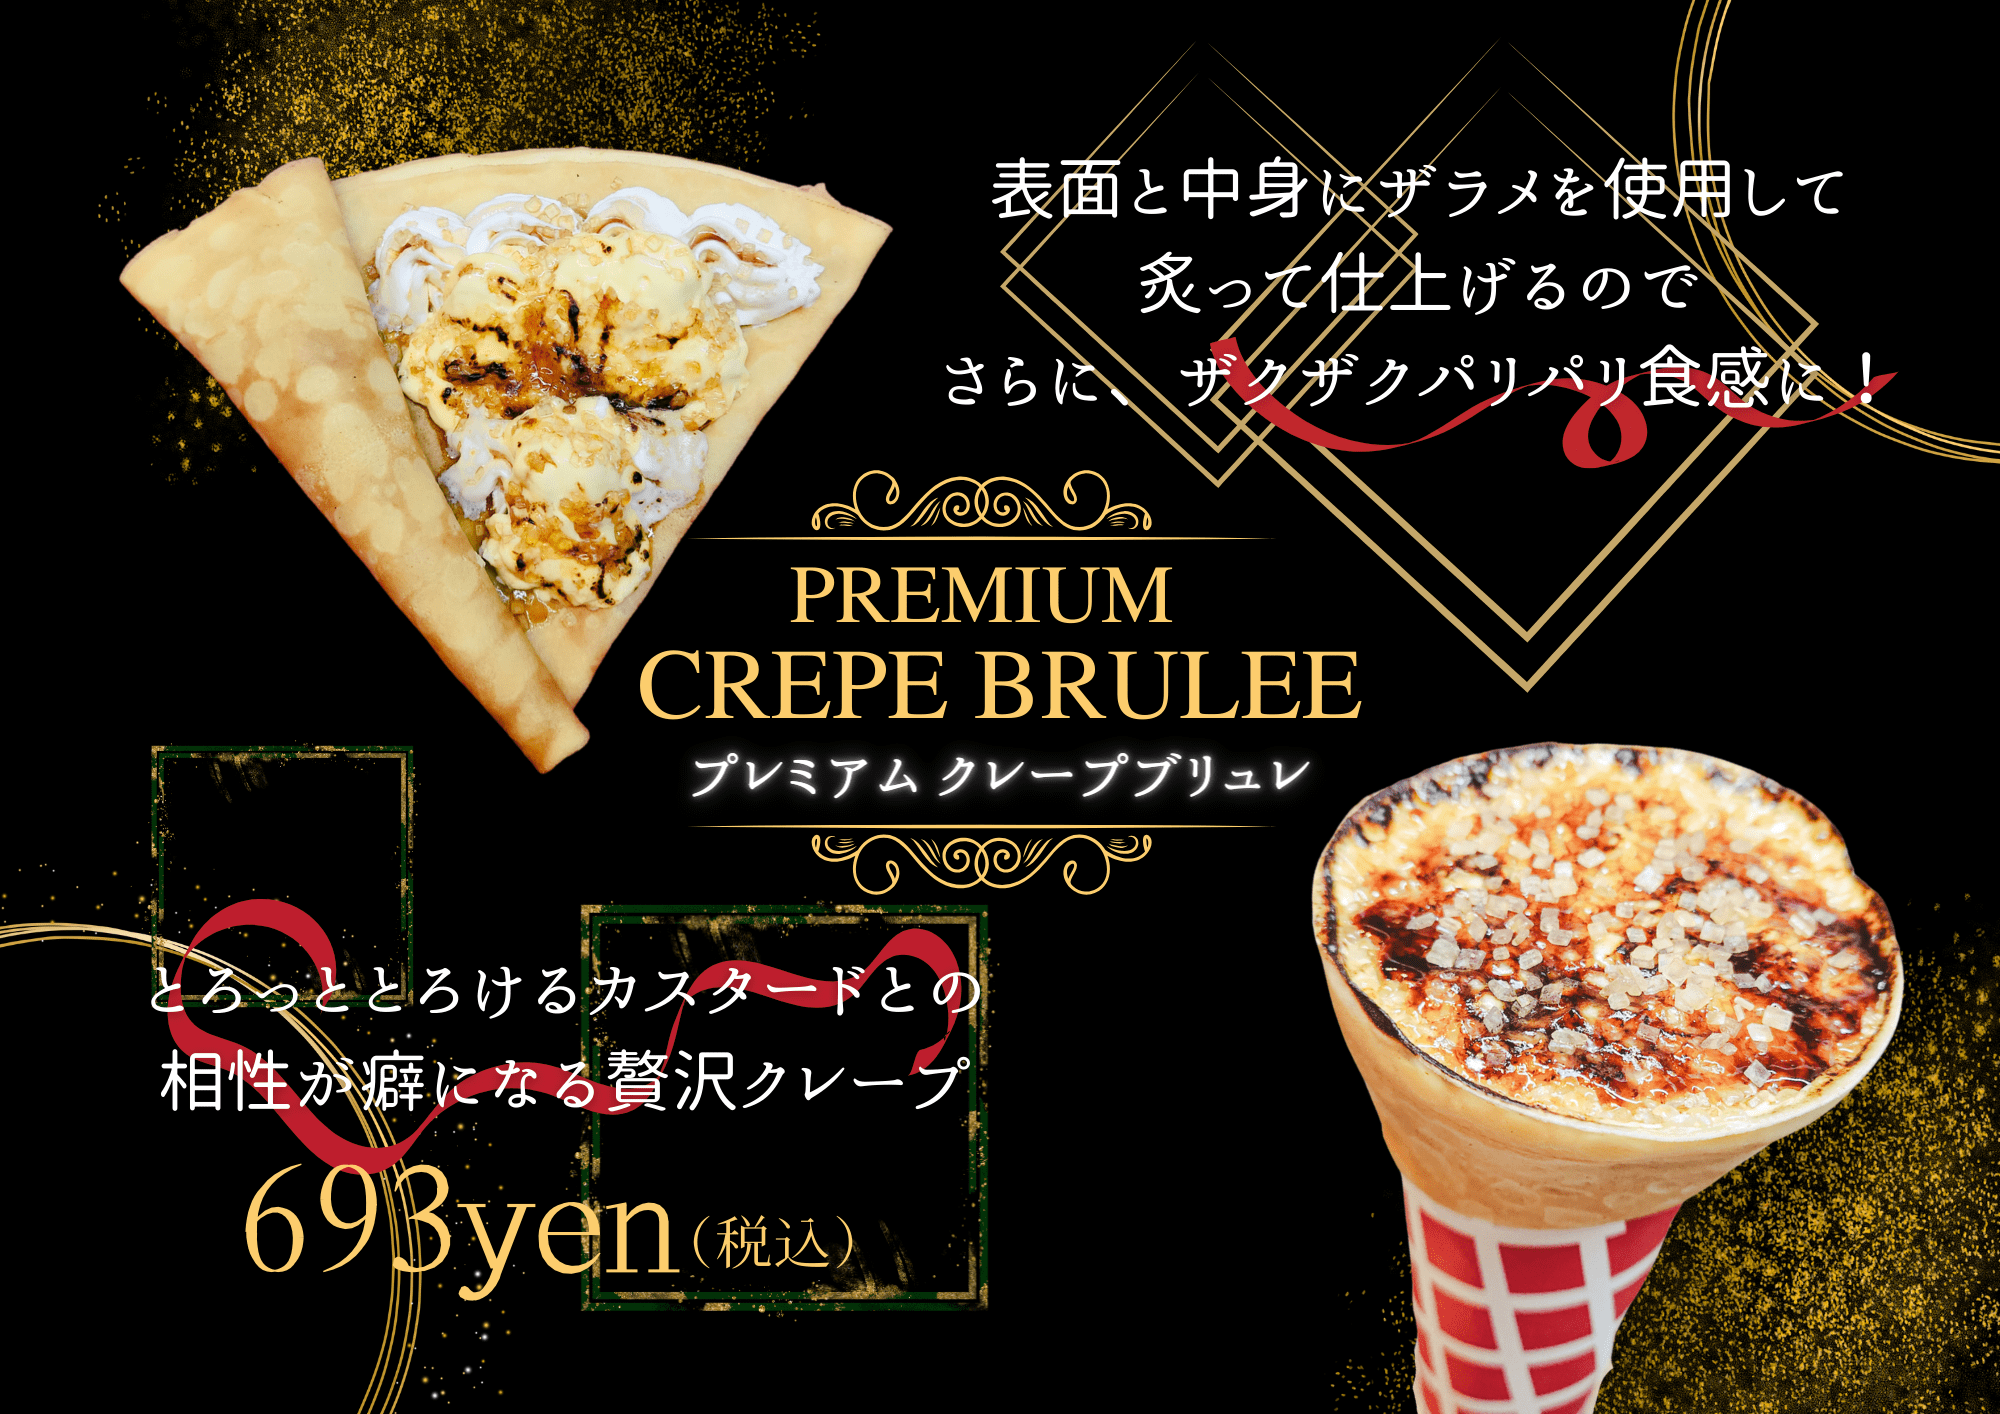 表面と中身にザラメを使用して
炙って仕上げるので
さらに、ザクザクパリパリ食感に！
PREMIUM
CREPE BRULEE
プレミアム クレープブリュレ
とろっととろけるカスタードとの
相性が癖になる贅沢クレープ
693yen（税込）